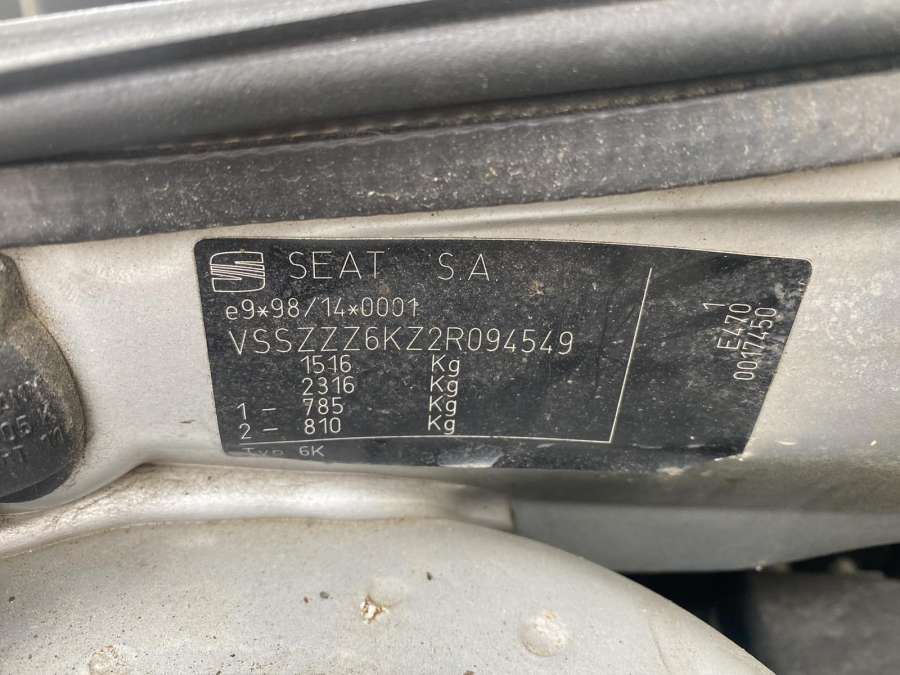 SEAT SA
e9*98/14*0001
VSSZZZ6KZ2R094549
1516 Kg
2316 Kg
1 - 785 Kg
2 - 810 Kg
Typ 6K
1
E470
0017450